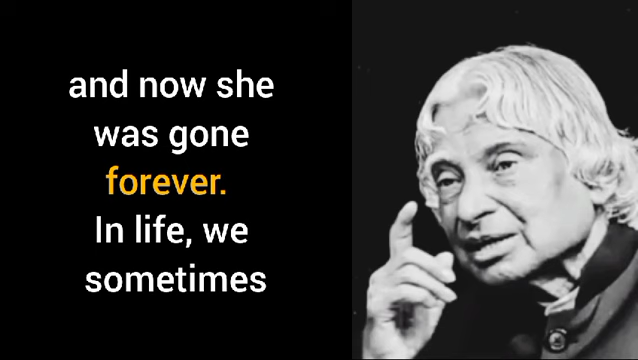 and now she
was gone
forever.
In life, we
sometimes